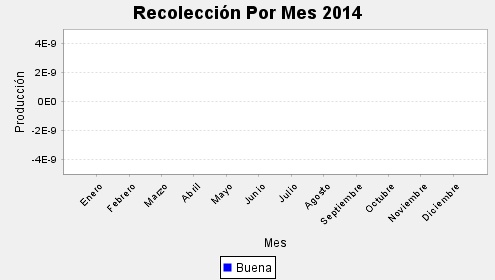 Recolección Por Mes 2014
4E-9
2E-9
0E0
-2E-9
-4E-9
Producción
Enero
Febrero
Marzo
Abril
Mayo
Junio
Julio
Agosto
Septiembre
Octubre
Noviembre
Diciembre
Mes
Buena